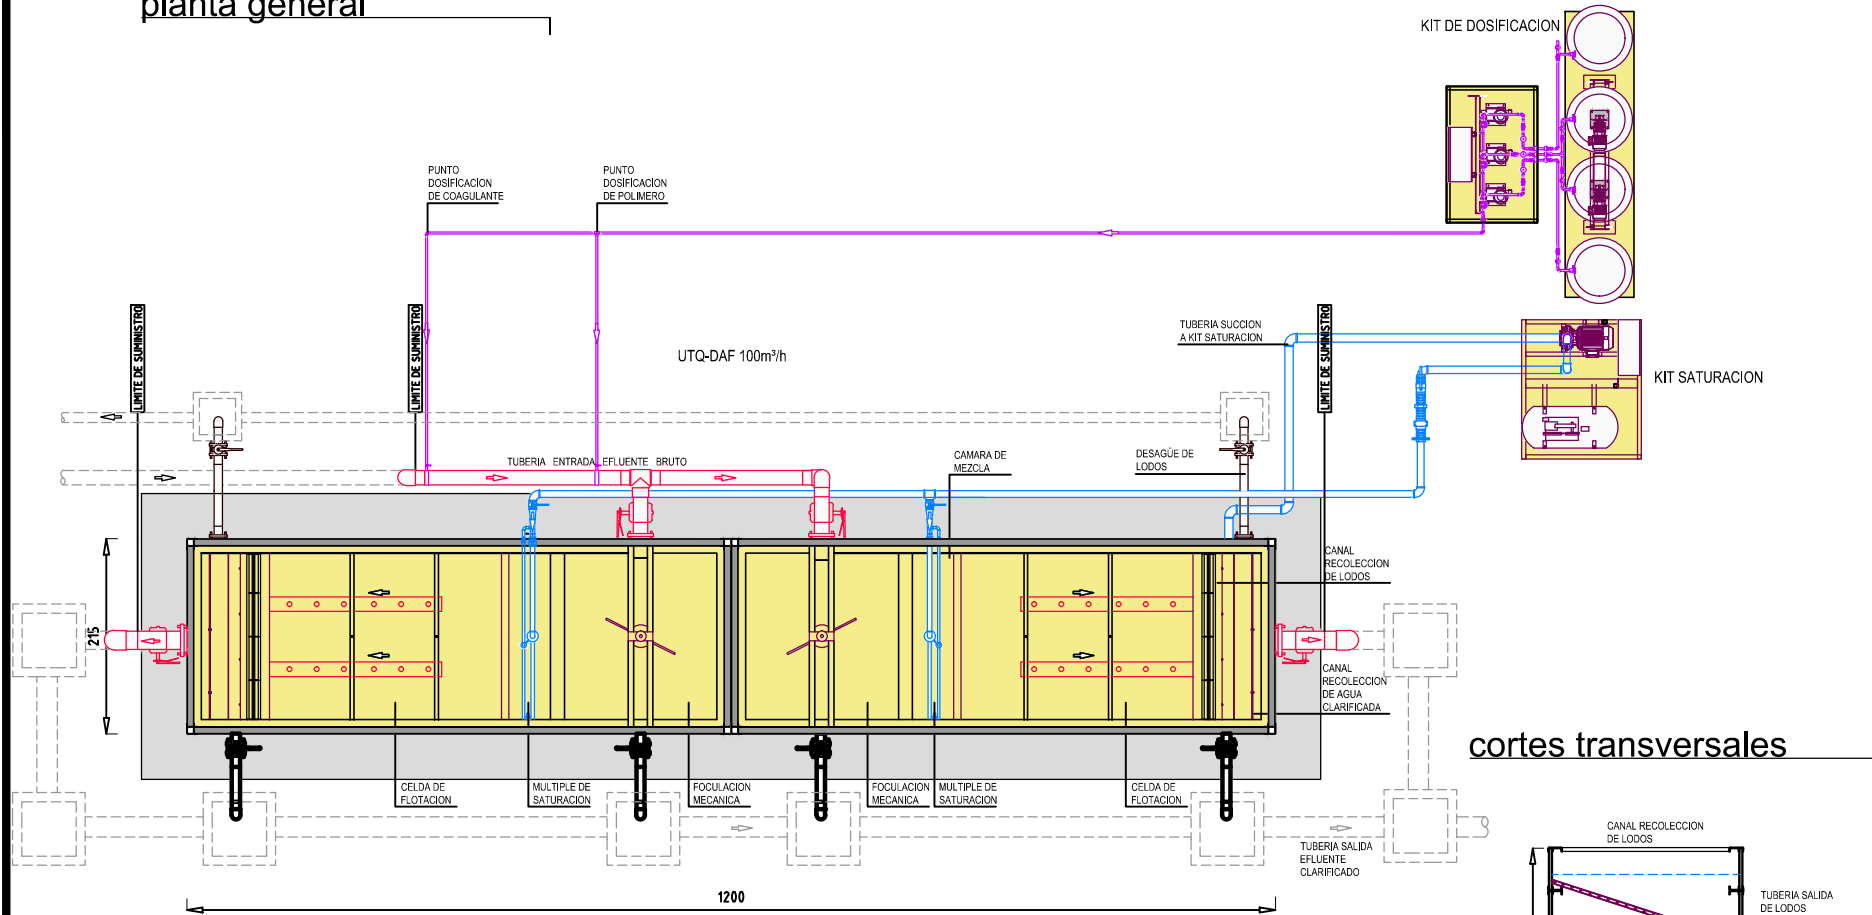 planta general
KIT DE DOSIFICACION
PUNTO
DOSIFICACION
DE COAGULANTE
PUNTO
DOSIFICACION
DE POLIMERO
LIMITE DE SUMINISTRO
LIMITE DE SUMINISTRO
UTQ-DAF 100m³/h
TUBERIA SUCCION
A KIT SATURACION
LIMITE DE SUMINISTRO
KIT SATURACION
TUBERIA ENTRADA EFLUENTE BRUTO
CAMARA DE
MEZCLA
DESAGÜE DE
LODOS
CANAL
RECOLECCION
DE LODOS
215
CANAL
RECOLECCION
DE AGUA
CLARIFICADA
cortes transversales
CELDA DE
FLOTACION
MULTIPLE DE
SATURACION
FOCULACION
MECANICA
FOCULACION
MECANICA
MULTIPLE DE
SATURACION
CELDA DE
FLOTACION
TUBERIA SALIDA
EFLUENTE
CLARIFICADO
CANAL RECOLECCION
DE LODOS
1200
TUBERIA SALIDA
DE LODOS